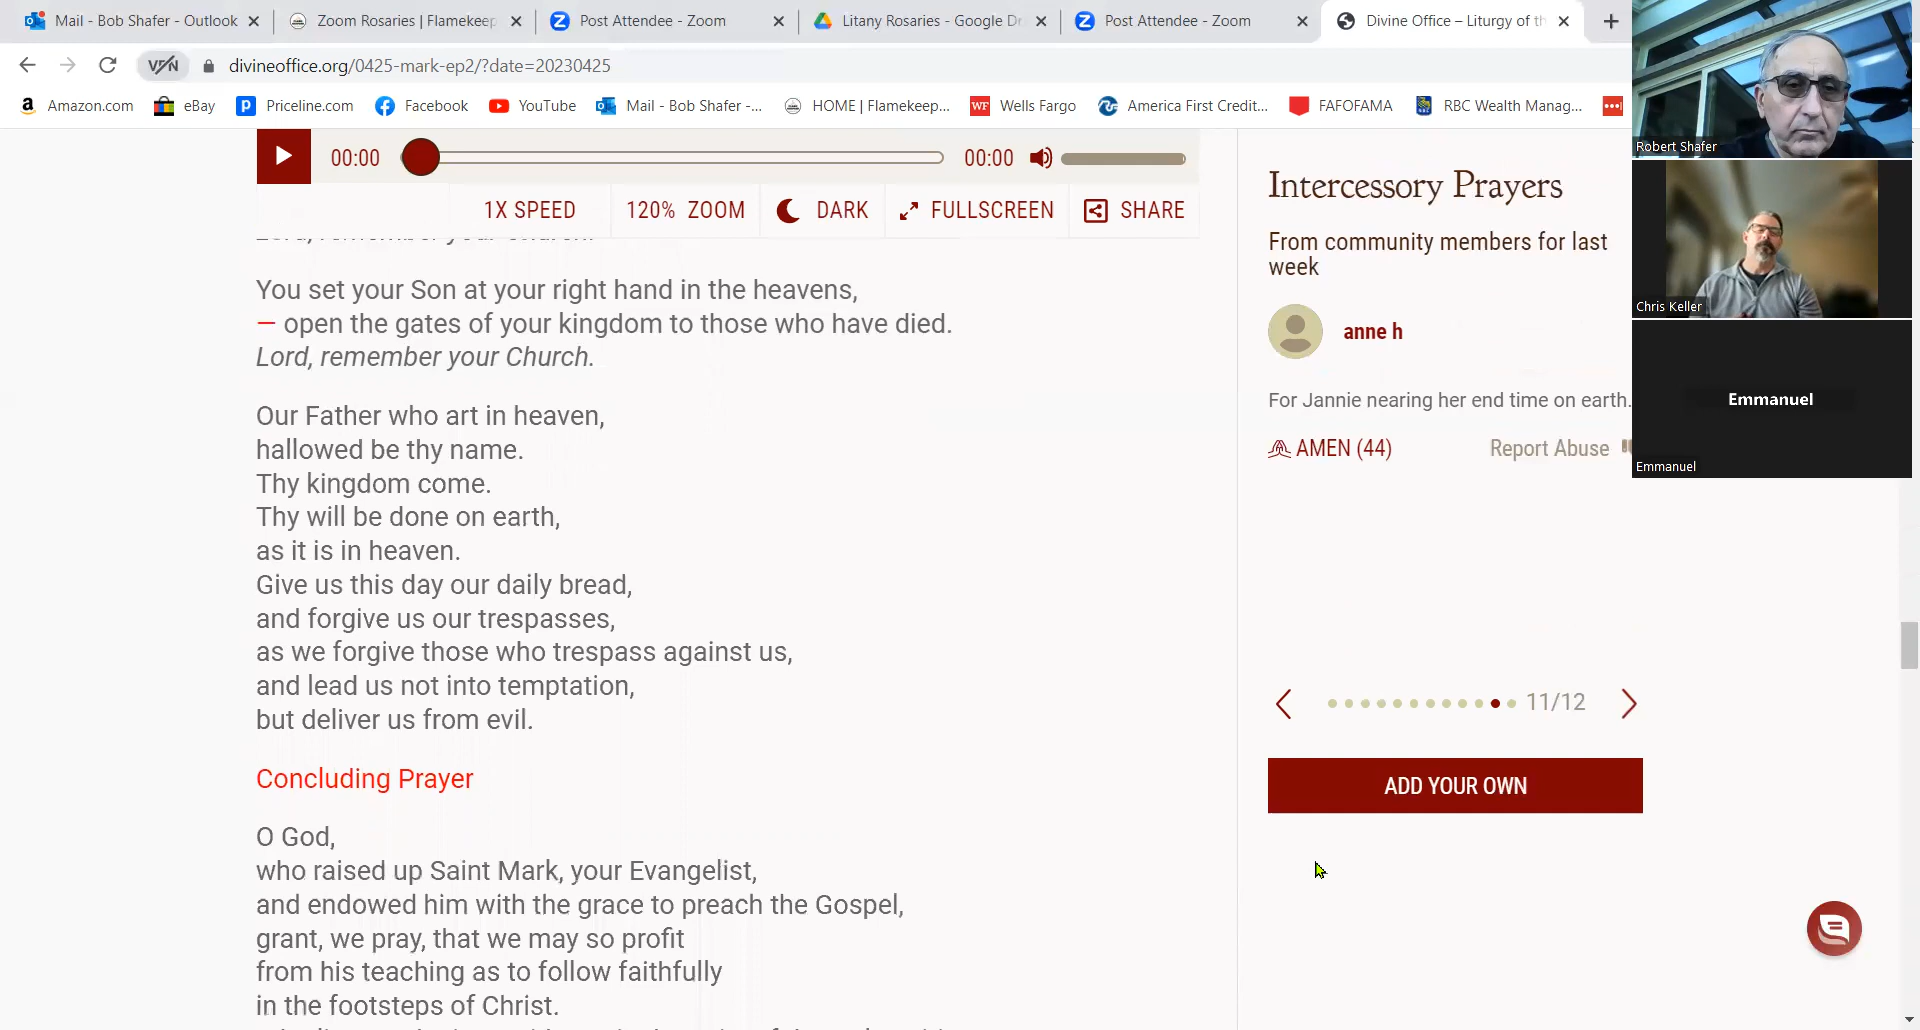 Mail - Bob Shafer - Outlook
Zoom Rosaries | Flamekeep
Post Attendee - Zoom
Litany Rosaries - Google Dr
Post Attendee - Zoom
Divine Office – Liturgy of th
VPN
divineoffice.org/0425-mark-ep2/?date=20230425
Amazon.com
eBay
Priceline.com
Facebook
YouTube
Mail - Bob Shafer -...
HOME | Flamekeep...
WF Wells Fargo
America First Credit...
FAFOFAMA
RBC Wealth Manag...
00:00
00:00
1X SPEED
120% ZOOM
DARK
FULLSCREEN
SHARE
You set your Son at your right hand in the heavens,
— open the gates of your kingdom to those who have died.
Lord, remember your Church.
Our Father who art in heaven,
hallowed be thy name.
Thy kingdom come.
Thy will be done on earth,
as it is in heaven.
Give us this day our daily bread,
and forgive us our trespasses,
as we forgive those who trespass against us,
and lead us not into temptation,
but deliver us from evil.
Concluding Prayer
O God,
who raised up Saint Mark, your Evangelist,
and endowed him with the grace to preach the Gospel,
grant, we pray, that we may so profit
from his teaching as to follow faithfully
in the footsteps of Christ.
Intercessory Prayers
From community members for last
week
anne h
For Jannie nearing her end time on earth.
AMEN (44)
Report Abuse
11/12
ADD YOUR OWN
Robert Shafer
Chris Keller
Emmanuel
Emmanuel